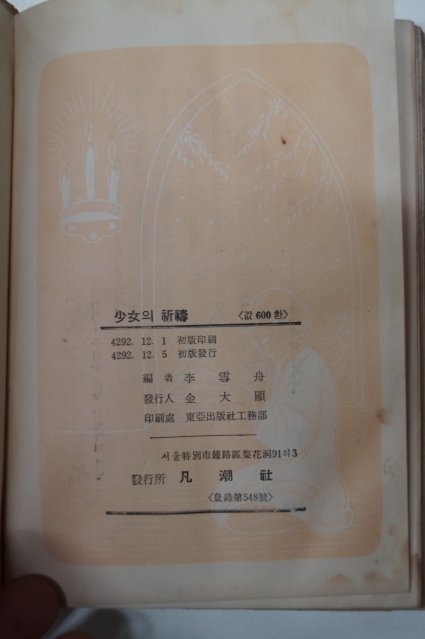 少女의 祈禱 〈값 600 환〉
4292. 12. 1 初版印刷
4292. 12. 5 初版發行
編者 李雪舟
發行人 金大顯
印刷處 東亞出版社工務部
서울特別市鍾路區梨花洞91의3
發行所 凡潮社
〈登錄第548號〉